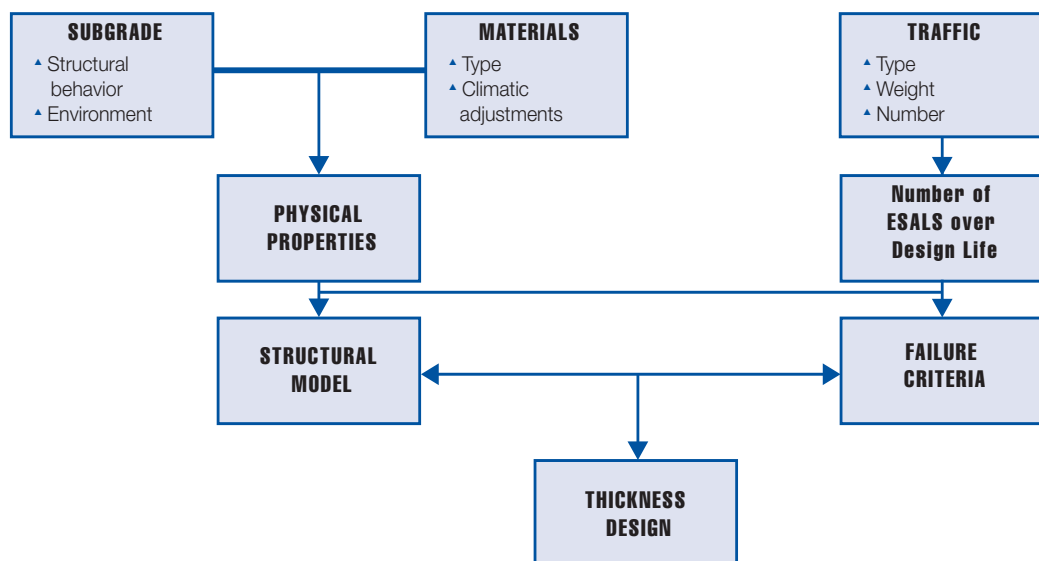 SUBGRADE
▲ Structural
behavior
▲ Environment
MATERIALS
▲ Type
▲ Climatic
adjustments
TRAFFIC
▲ Type
▲ Weight
▲ Number
PHYSICAL
PROPERTIES
Number of
ESALS over
Design Life
STRUCTURAL
MODEL
FAILURE
CRITERIA
THICKNESS
DESIGN